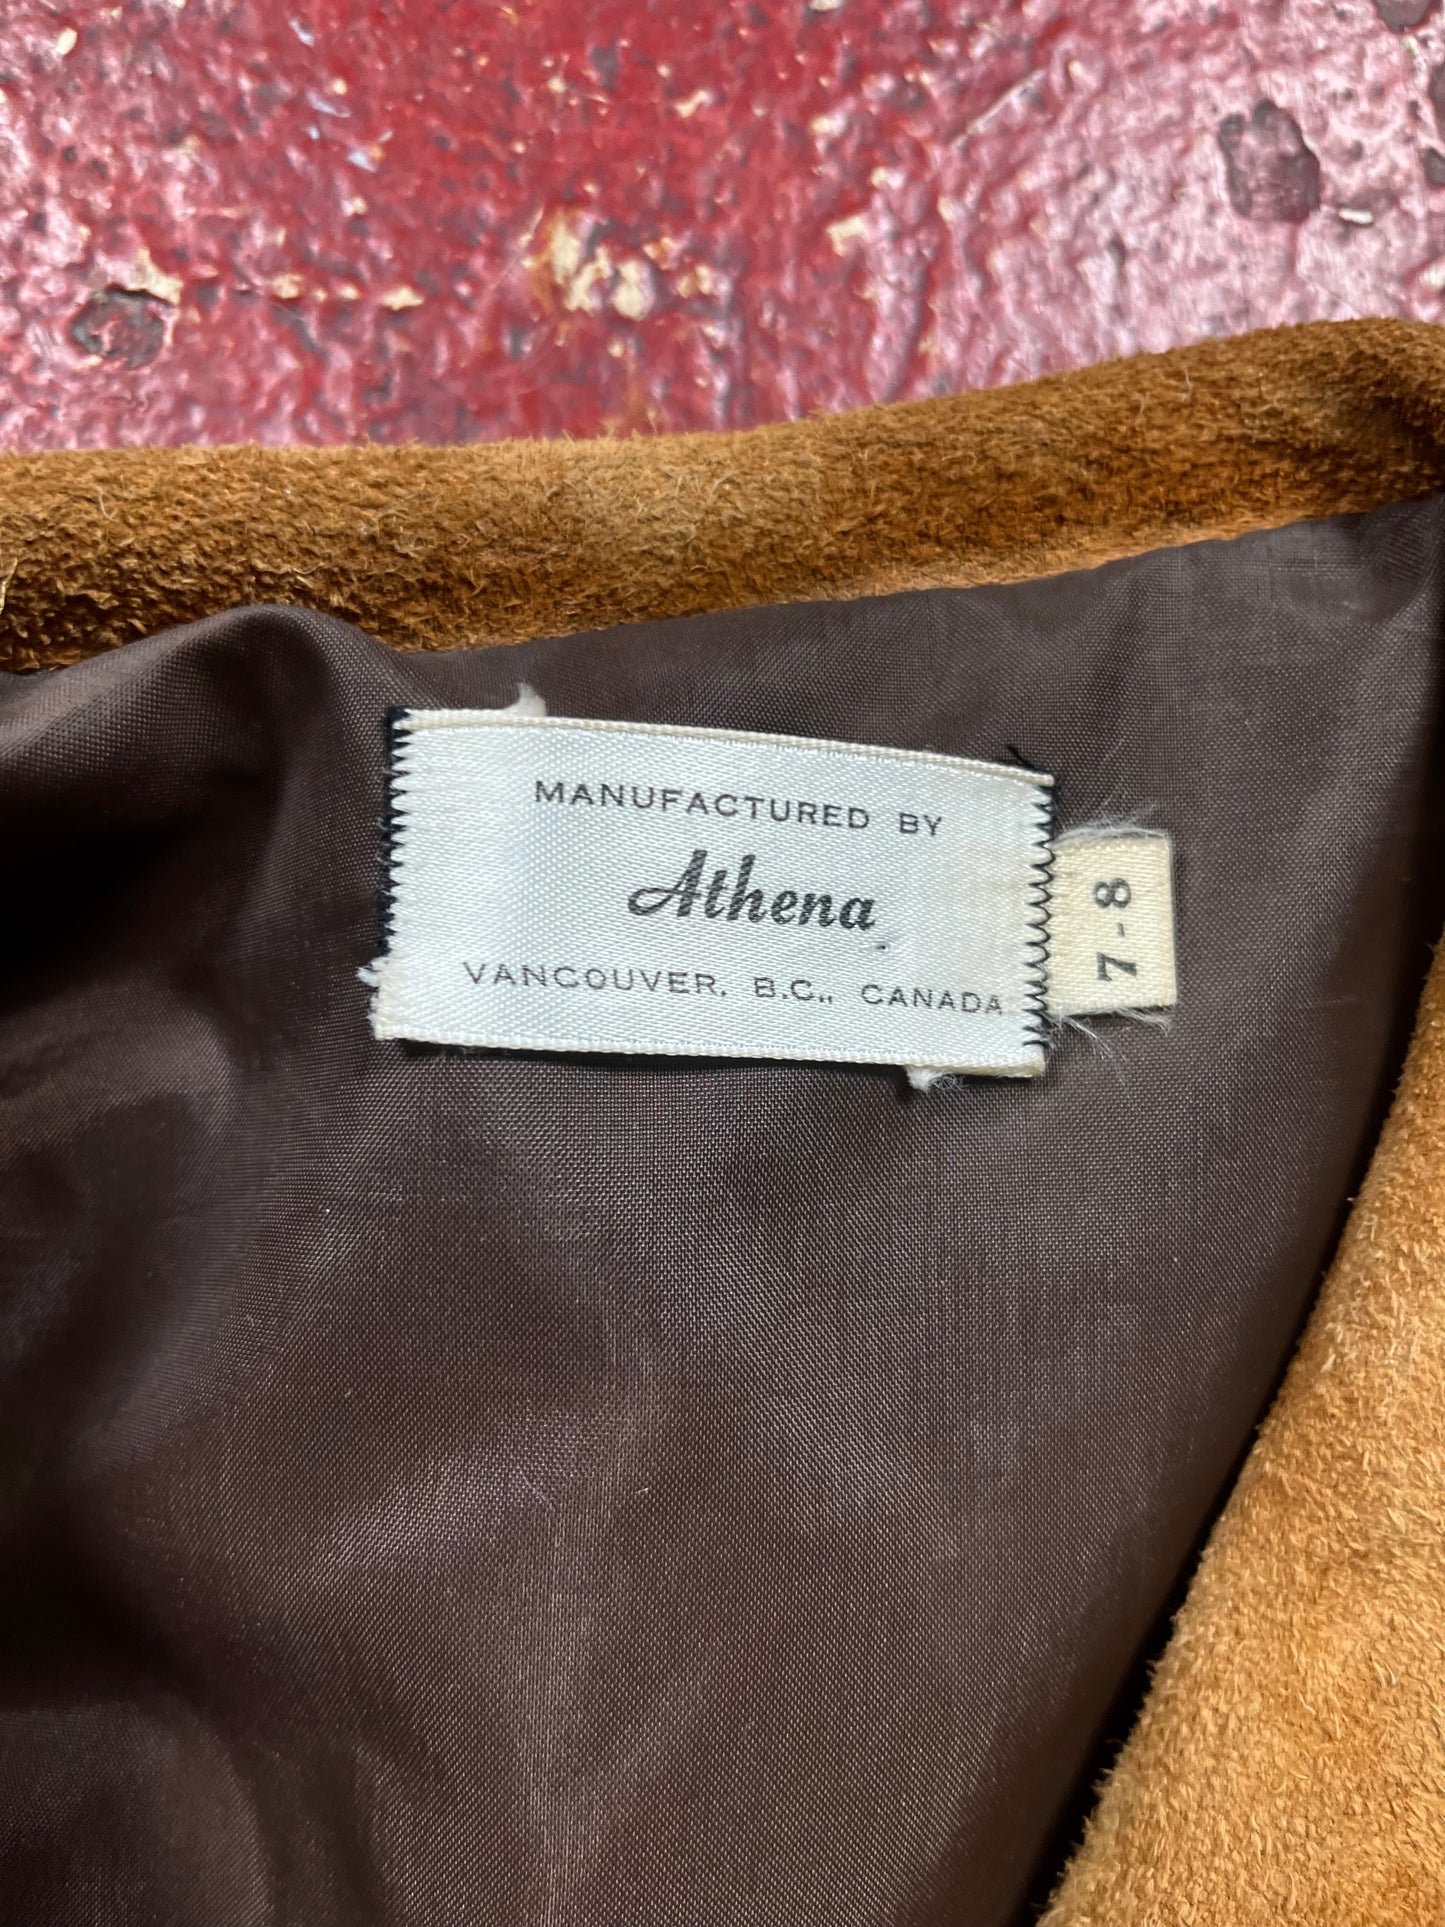 MANUFACTURED BY
Athena
VANCOUVER, B.C., CANADA
7-8